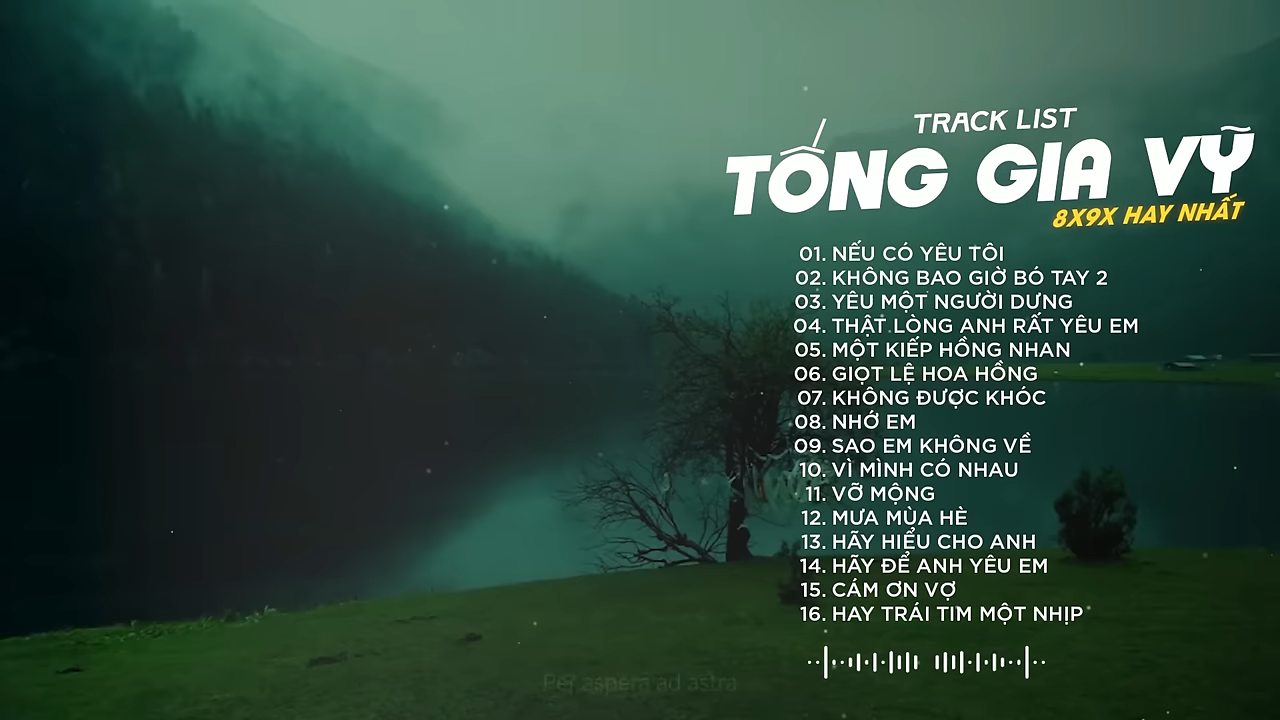 TRACK LIST
TỐNG GIA VỸ
8X9X HAY NHẤT
01. NẾU CÓ YÊU TÔI
02. KHÔNG BAO GIỜ BÓ TAY 2
03. YÊU MỘT NGƯỜI DƯNG
04. THẬT LÒNG ANH RẤT YÊU EM
05. MỘT KIẾP HỒNG NHAN
06. GIỌT LỆ HOA HỒNG
07. KHÔNG ĐƯỢC KHÓC
08. NHỚ EM
09. SAO EM KHÔNG VỀ
10. VÌ MÌNH CÓ NHAU
11. VỠ MỘNG
12. MƯA MÙA HÈ
13. HÃY HIỂU CHO ANH
14. HÃY ĐỂ ANH YÊU EM
15. CÁM ƠN VỢ
16. HAY TRÁI TIM MỘT NHỊP
Per aspera ad astra